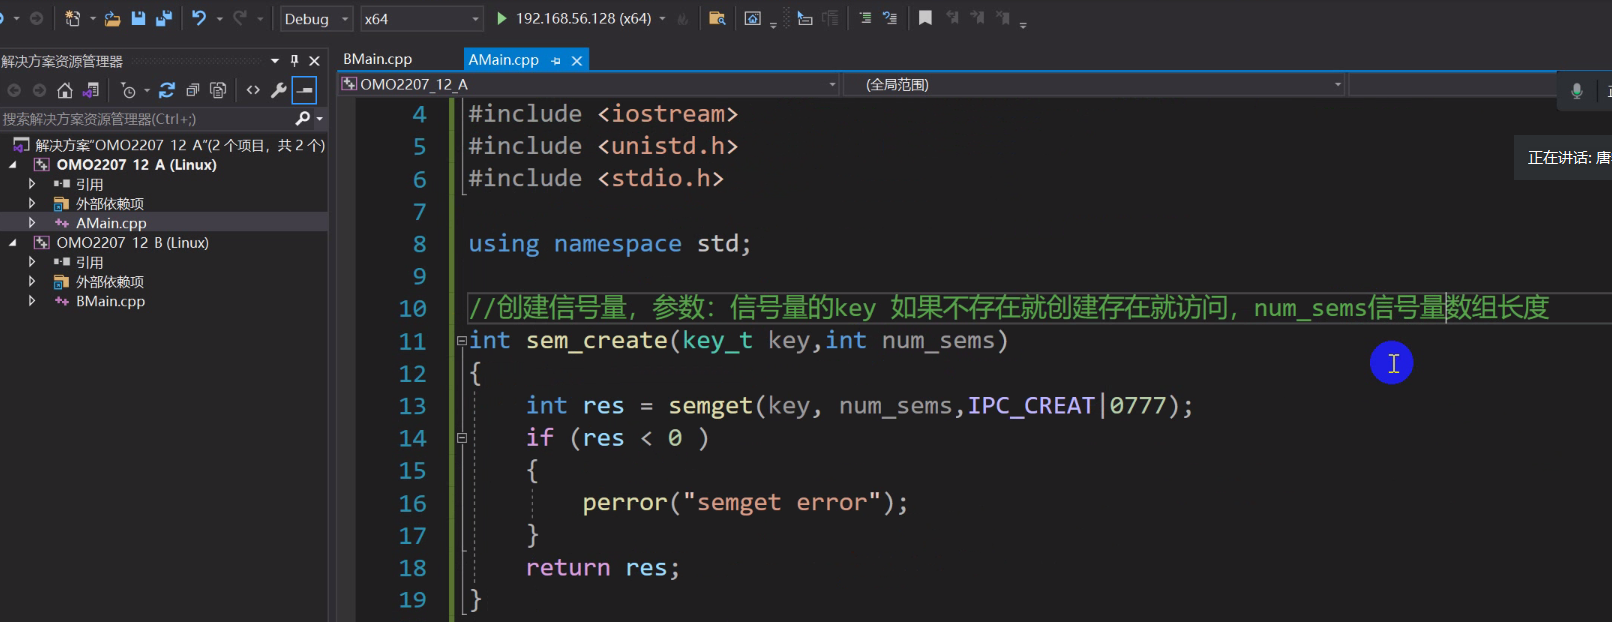 Debug x64 192.168.56.128 (x64)
解决方案资源管理器
搜索解决方案资源管理器(Ctrl+;)
解决方案"OMO2207 12 A"(2 个项目，共 2 个)
OMO2207 12 A (Linux)
引用
外部依赖项
AMain.cpp
OMO2207 12 B (Linux)
引用
外部依赖项
BMain.cpp
BMain.cpp AMain.cpp
OMO2207_12_A (全局范围)
4 #include <iostream>
5 #include <unistd.h>
6 #include <stdio.h>
7
8 using namespace std;
9
10 //创建信号量，参数：信号量的key 如果不存在就创建存在就访问，num_sems信号量数组长度
11 int sem_create(key_t key,int num_sems)
12 {
13 int res = semget(key, num_sems,IPC_CREAT|0777);
14 if (res < 0 )
15 {
16 perror("semget error");
17 }
18 return res;
19 }
正在讲话: 唐